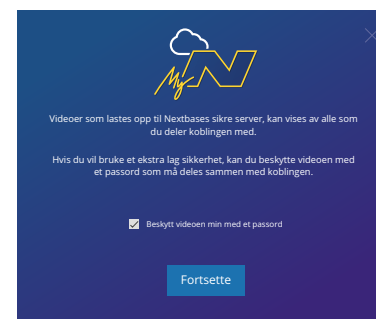 My N
Videoer som lastes opp til Nextbases sikre server, kan vises av alle som
du deler koblingen med.
Hvis du vil bruke et ekstra lag sikkerhet, kan du beskytte videoen med
et passord som må deles sammen med koblingen.
Beskytt videoen min med et passord
Fortsette